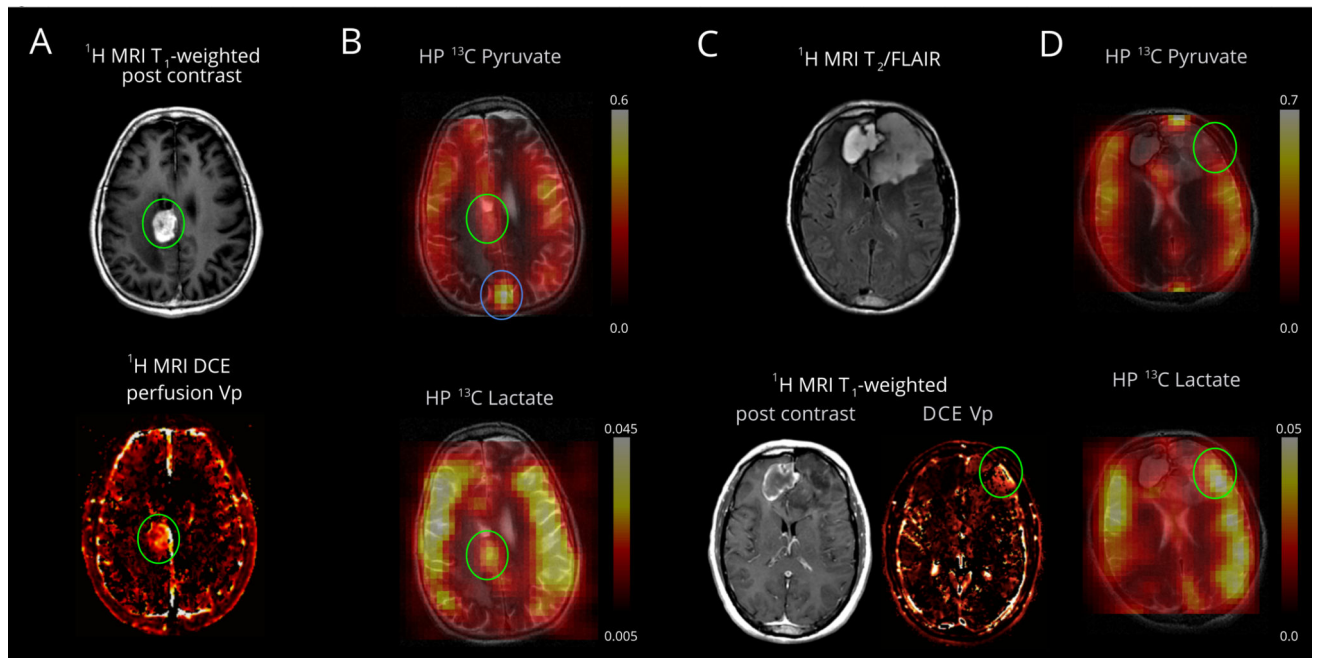 A
¹H MRI T₁-weighted
post contrast
¹H MRI DCE
perfusion Vp
B
HP ¹³C Pyruvate
0.6
0.0
HP ¹³C Lactate
0.045
0.005
C
¹H MRI T₂/FLAIR
¹H MRI T₁-weighted
post contrast
DCE Vp
D
HP ¹³C Pyruvate
0.7
0.0
HP ¹³C Lactate
0.05
0.0